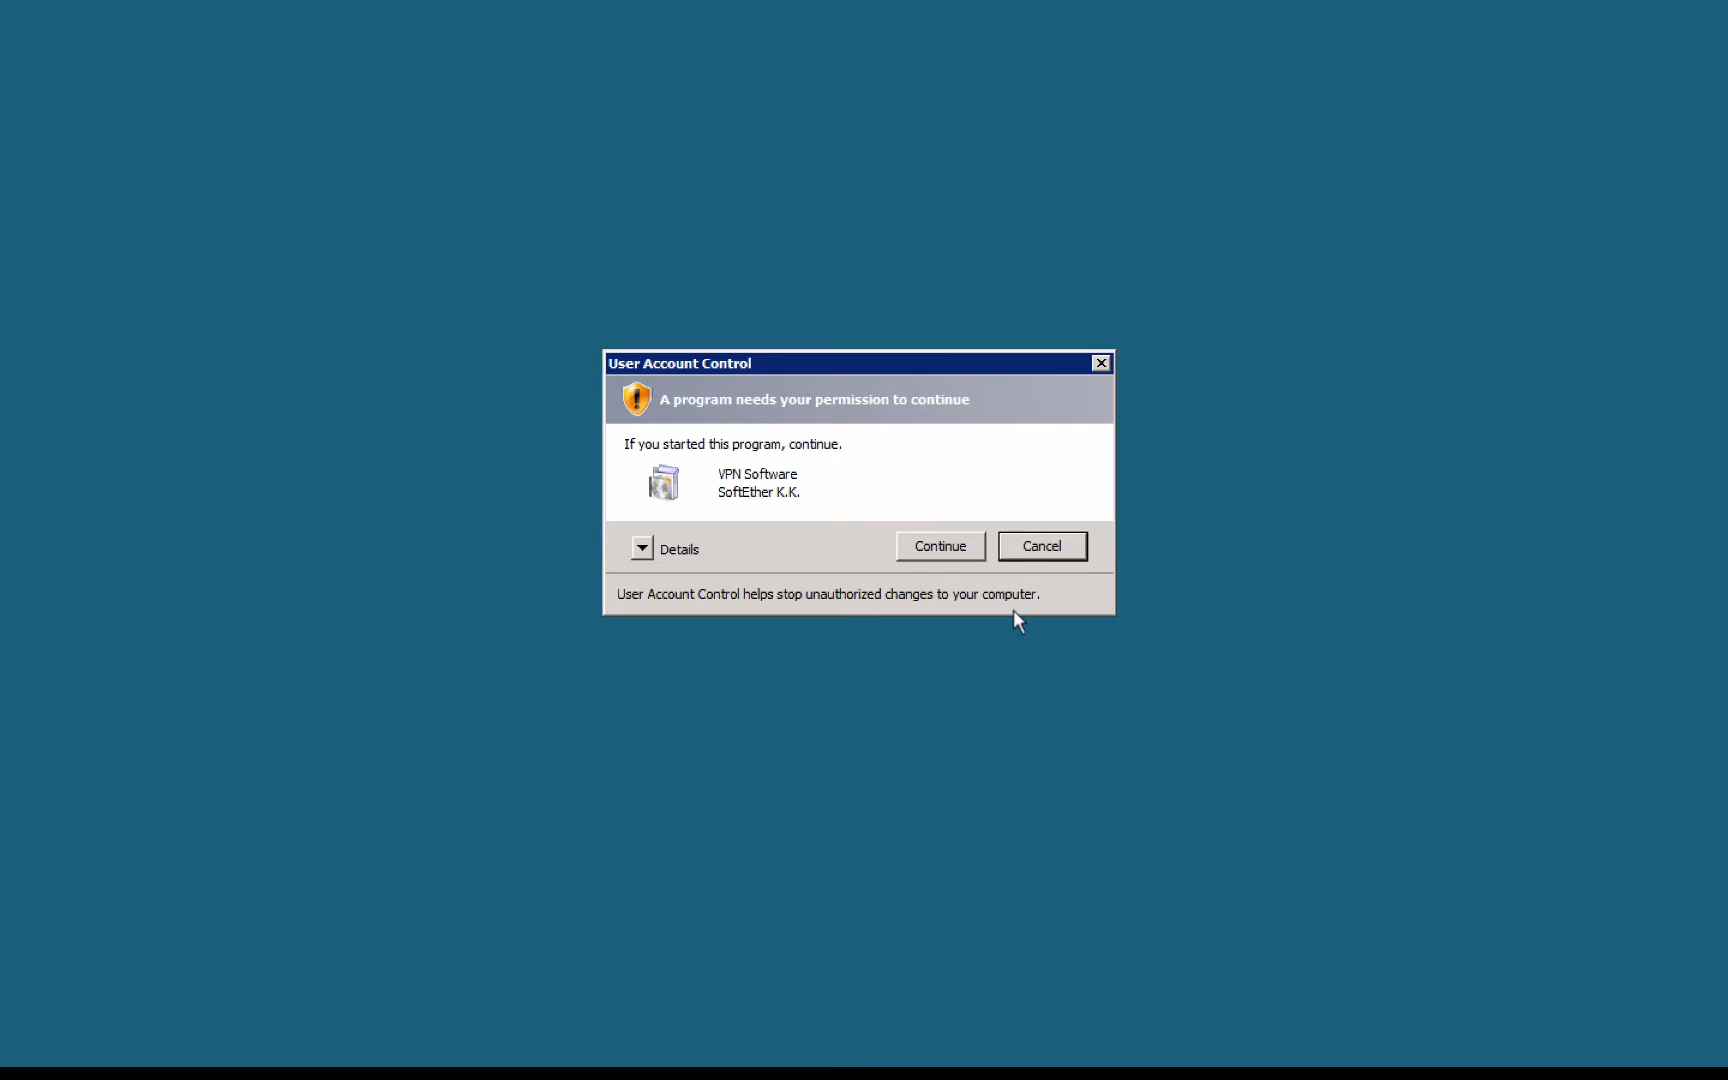 User Account Control
A program needs your permission to continue
If you started this program, continue.
VPN Software
SoftEther K.K.
Details
Continue
Cancel
User Account Control helps stop unauthorized changes to your computer.